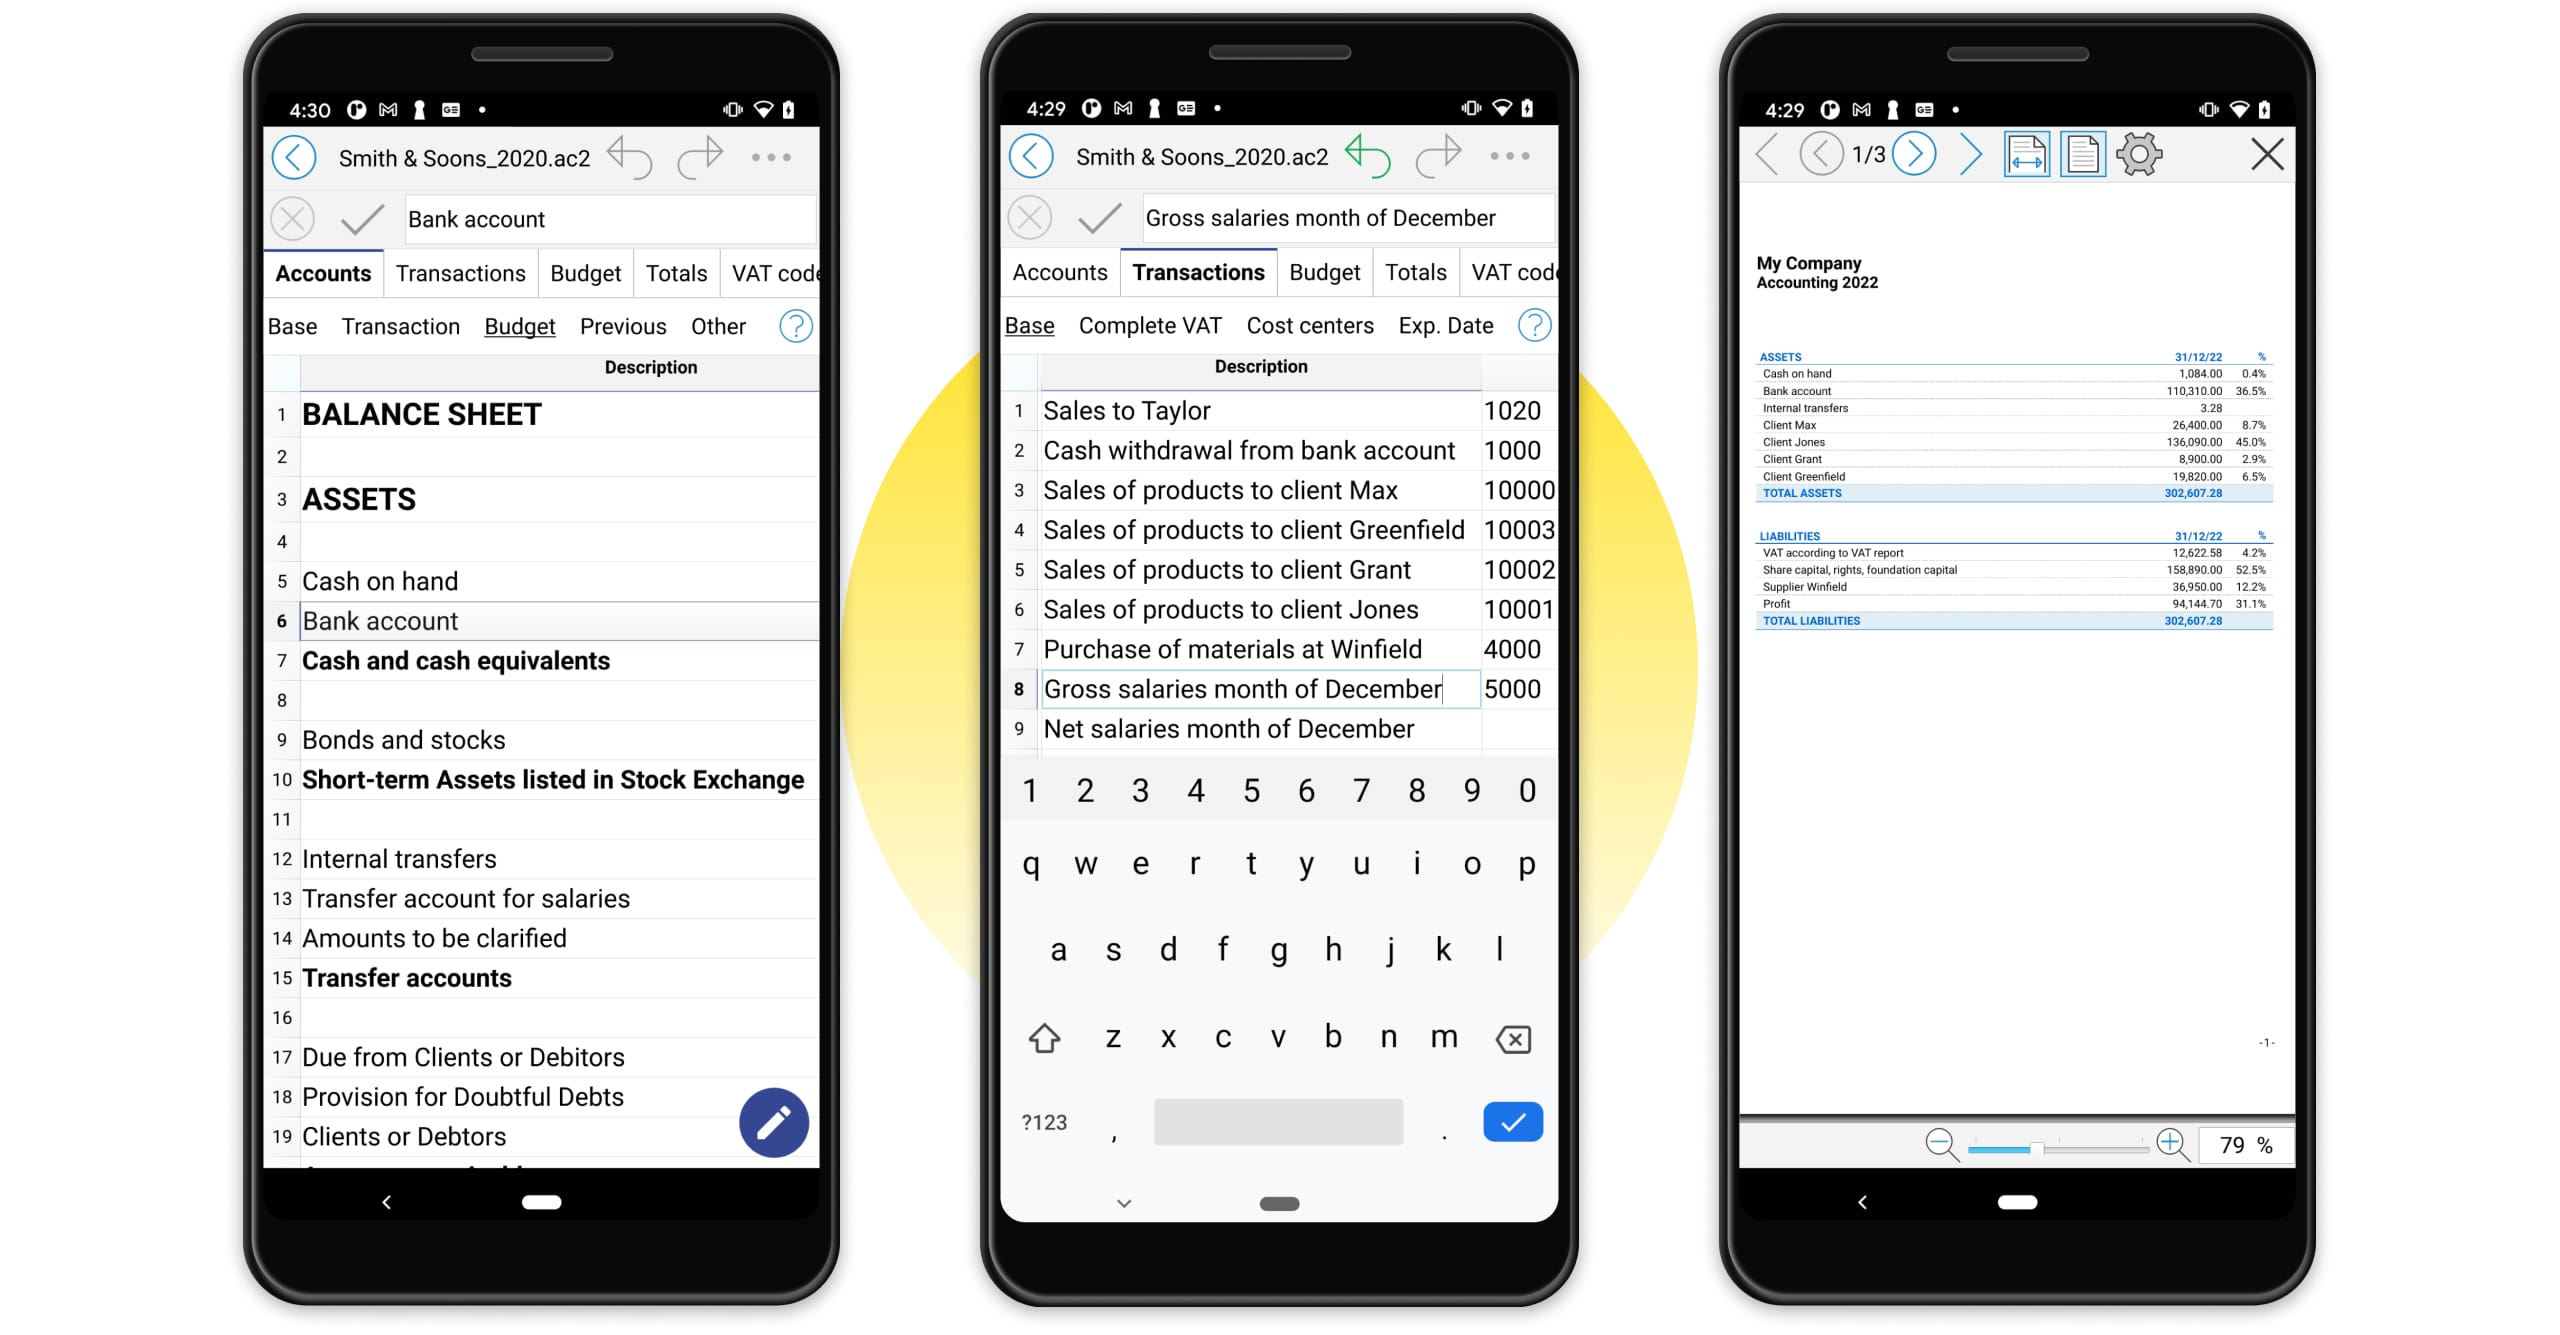 4:30
Smith & Soons_2020.ac2
Bank account
Accounts Transactions Budget Totals VAT code
Base Transaction Budget Previous Other ?
Description
1 BALANCE SHEET
2
3 ASSETS
4
5 Cash on hand
6 Bank account
7 Cash and cash equivalents
8
9 Bonds and stocks
10 Short-term Assets listed in Stock Exchange
11
12 Internal transfers
13 Transfer account for salaries
14 Amounts to be clarified
15 Transfer accounts
16
17 Due from Clients or Debitors
18 Provision for Doubtful Debts
19 Clients or Debtors
4:29
Smith & Soons_2020.ac2
Gross salaries month of December
Accounts Transactions Budget Totals VAT code
Base Complete VAT Cost centers Exp. Date ?
Description
1 Sales to Taylor 1020
2 Cash withdrawal from bank account 1000
3 Sales of products to client Max 10000
4 Sales of products to client Greenfield 10003
5 Sales of products to client Grant 10002
6 Sales of products to client Jones 10001
7 Purchase of materials at Winfield 4000
8 Gross salaries month of December 5000
9 Net salaries month of December
1 2 3 4 5 6 7 8 9 0
q w e r t y u i o p
a s d f g h j k l
z x c v b n m
?123 , .
4:29
1/3
My Company
Accounting 2022
ASSETS 31/12/22 %
Cash on hand 1,084.00 0.4%
Bank account 110,310.00 36.5%
Internal transfers 3.28
Client Max 26,400.00 8.7%
Client Jones 136,090.00 45.0%
Client Grant 8,900.00 2.9%
Client Greenfield 19,820.00 6.5%
TOTAL ASSETS 302,607.28
LIABILITIES 31/12/22 %
VAT according to VAT report 12,622.58 4.2%
Share capital, rights, foundation capital 158,890.00 52.5%
Supplier Winfield 36,950.00 12.2%
Profit 94,144.70 31.1%
TOTAL LIABILITIES 302,607.28
-1-
79 %